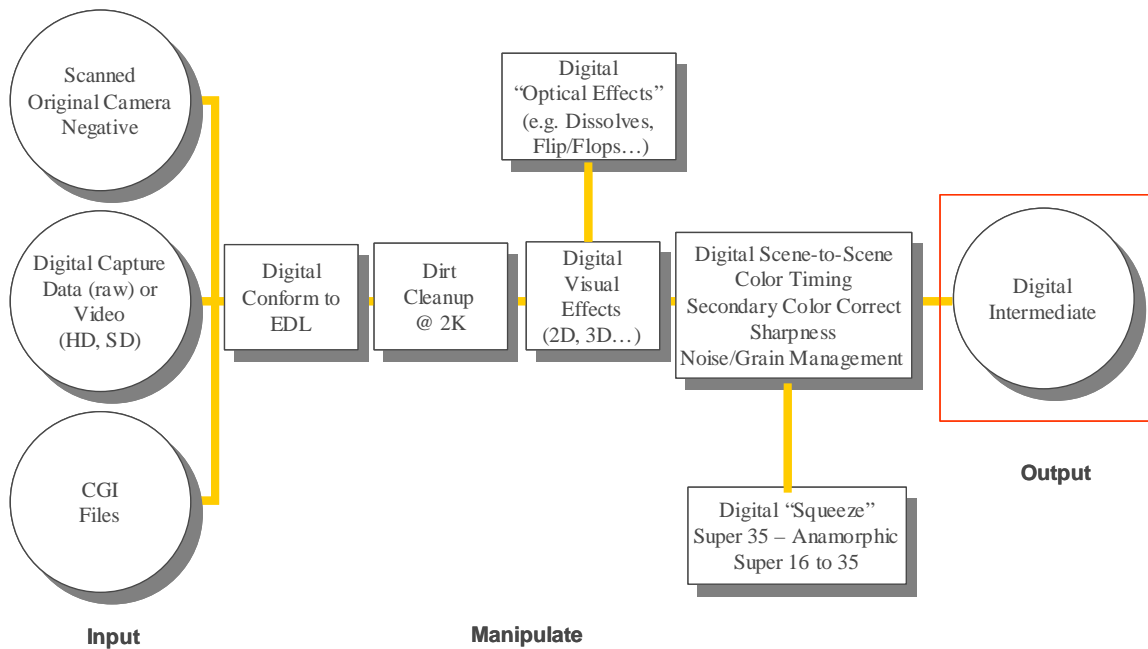 Scanned
Original Camera
Negative
Digital Capture
Data (raw) or
Video
(HD, SD)
CGI
Files
Input
Digital
Conform to
EDL
Dirt
Cleanup
@ 2K
Digital
“Optical Effects”
(e.g. Dissolves,
Flip/Flops…)
Digital
Visual
Effects
(2D, 3D…)
Digital Scene-to-Scene
Color Timing
Secondary Color Correct
Sharpness
Noise/Grain Management
Digital “Squeeze”
Super 35 – Anamorphic
Super 16 to 35
Manipulate
Digital
Intermediate
Output